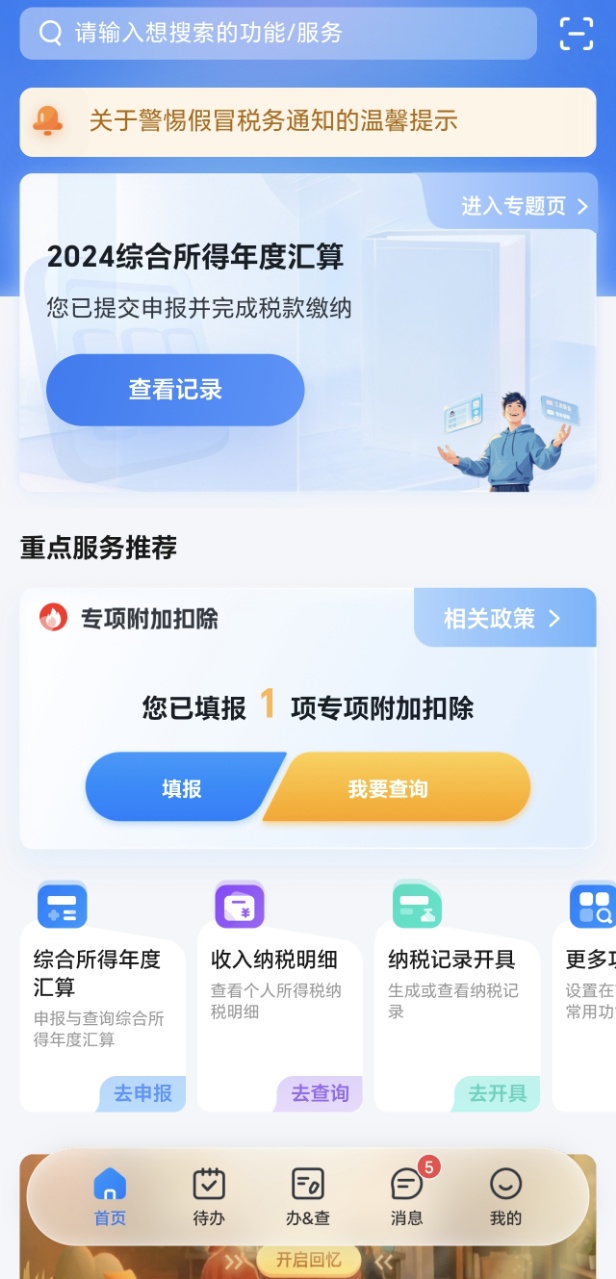 请输入想搜索的功能/服务
关于警惕假冒税务通知的温馨提示
进入专题页
2024综合所得年度汇算
您已提交申报并完成税款缴纳
查看记录
重点服务推荐
专项附加扣除
相关政策
您已填报 1 项专项附加扣除
填报
我要查询
综合所得年度
汇算
申报与查询综合所
得年度汇算
去申报
收入纳税明细
查看个人所得税纳
税明细
去查询
纳税记录开具
生成或查看纳税记
录
去开具
更多
设置在
常用功
5
首页
待办
办&查
消息
我的
开启回忆